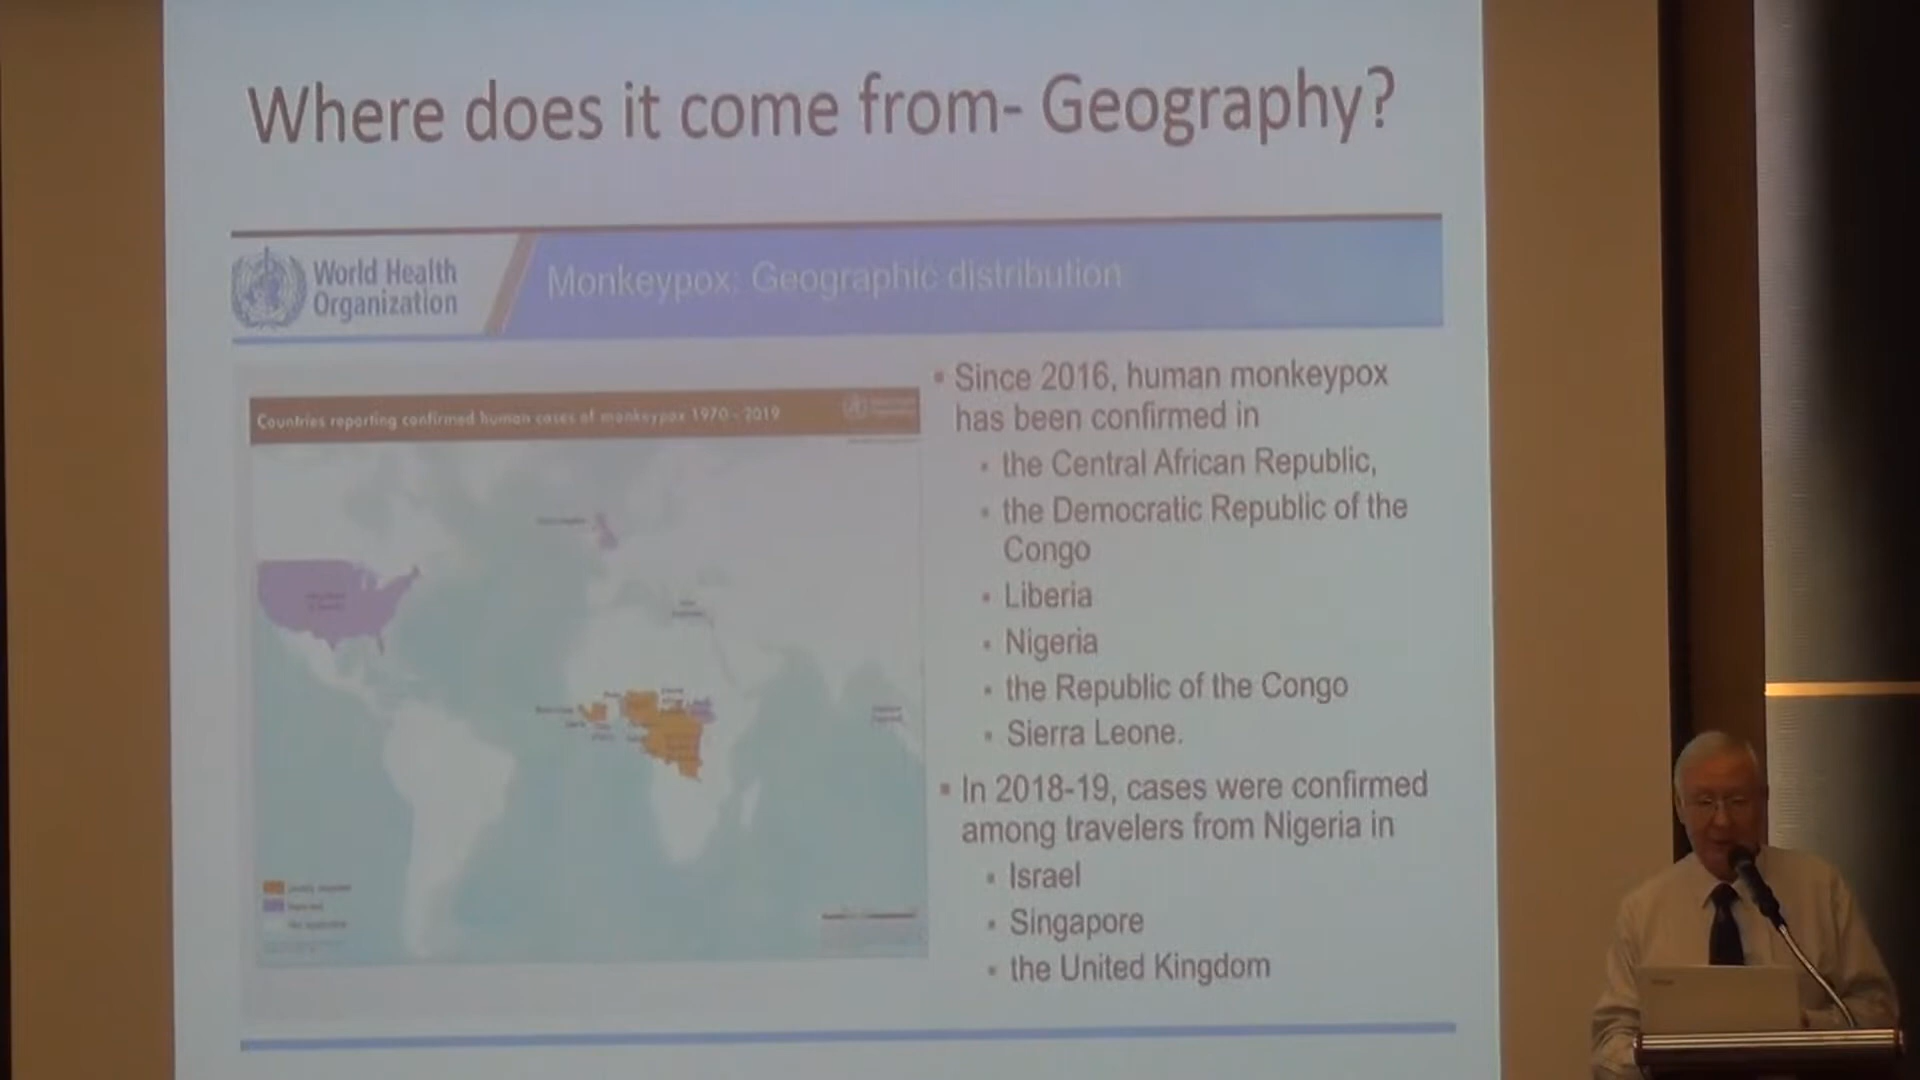 Where does it come from- Geography?
World Health
Organization
Monkeypox: Geographic distribution
Countries reporting confirmed human cases of monkeypox 1970 - 2019
▪ Since 2016, human monkeypox
has been confirmed in
▪ the Central African Republic,
▪ the Democratic Republic of the
Congo
▪ Liberia
▪ Nigeria
▪ the Republic of the Congo
▪ Sierra Leone.
▪ In 2018-19, cases were confirmed
among travelers from Nigeria in
▪ Israel
▪ Singapore
▪ the United Kingdom